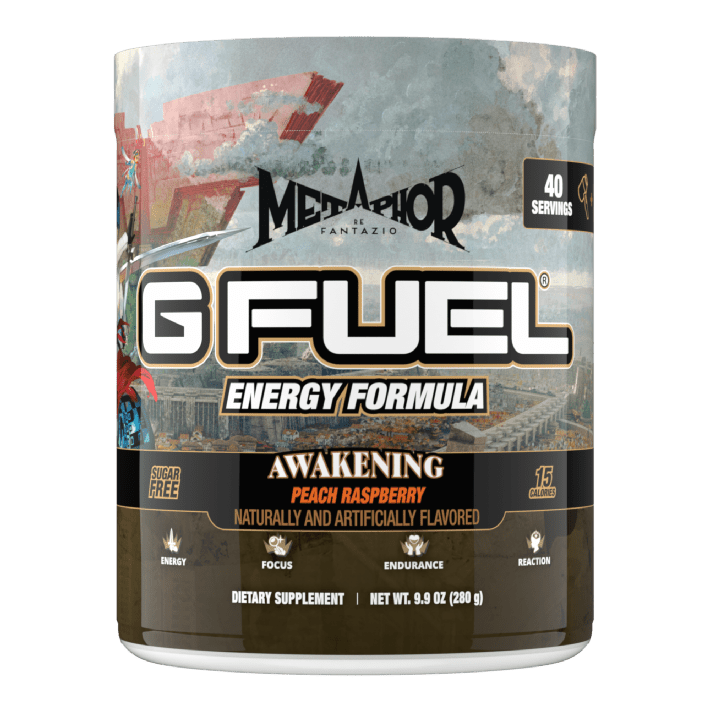 METAPHOR
RE
FANTAZIO
40
SERVINGS
G FUEL®
ENERGY FORMULA
AWAKENING
PEACH RASPBERRY
NATURALLY AND ARTIFICIALLY FLAVORED
SUGAR
FREE
15
CALORIES
ENERGY
FOCUS
ENDURANCE
REACTION
DIETARY SUPPLEMENT | NET WT. 9.9 OZ (280 g)